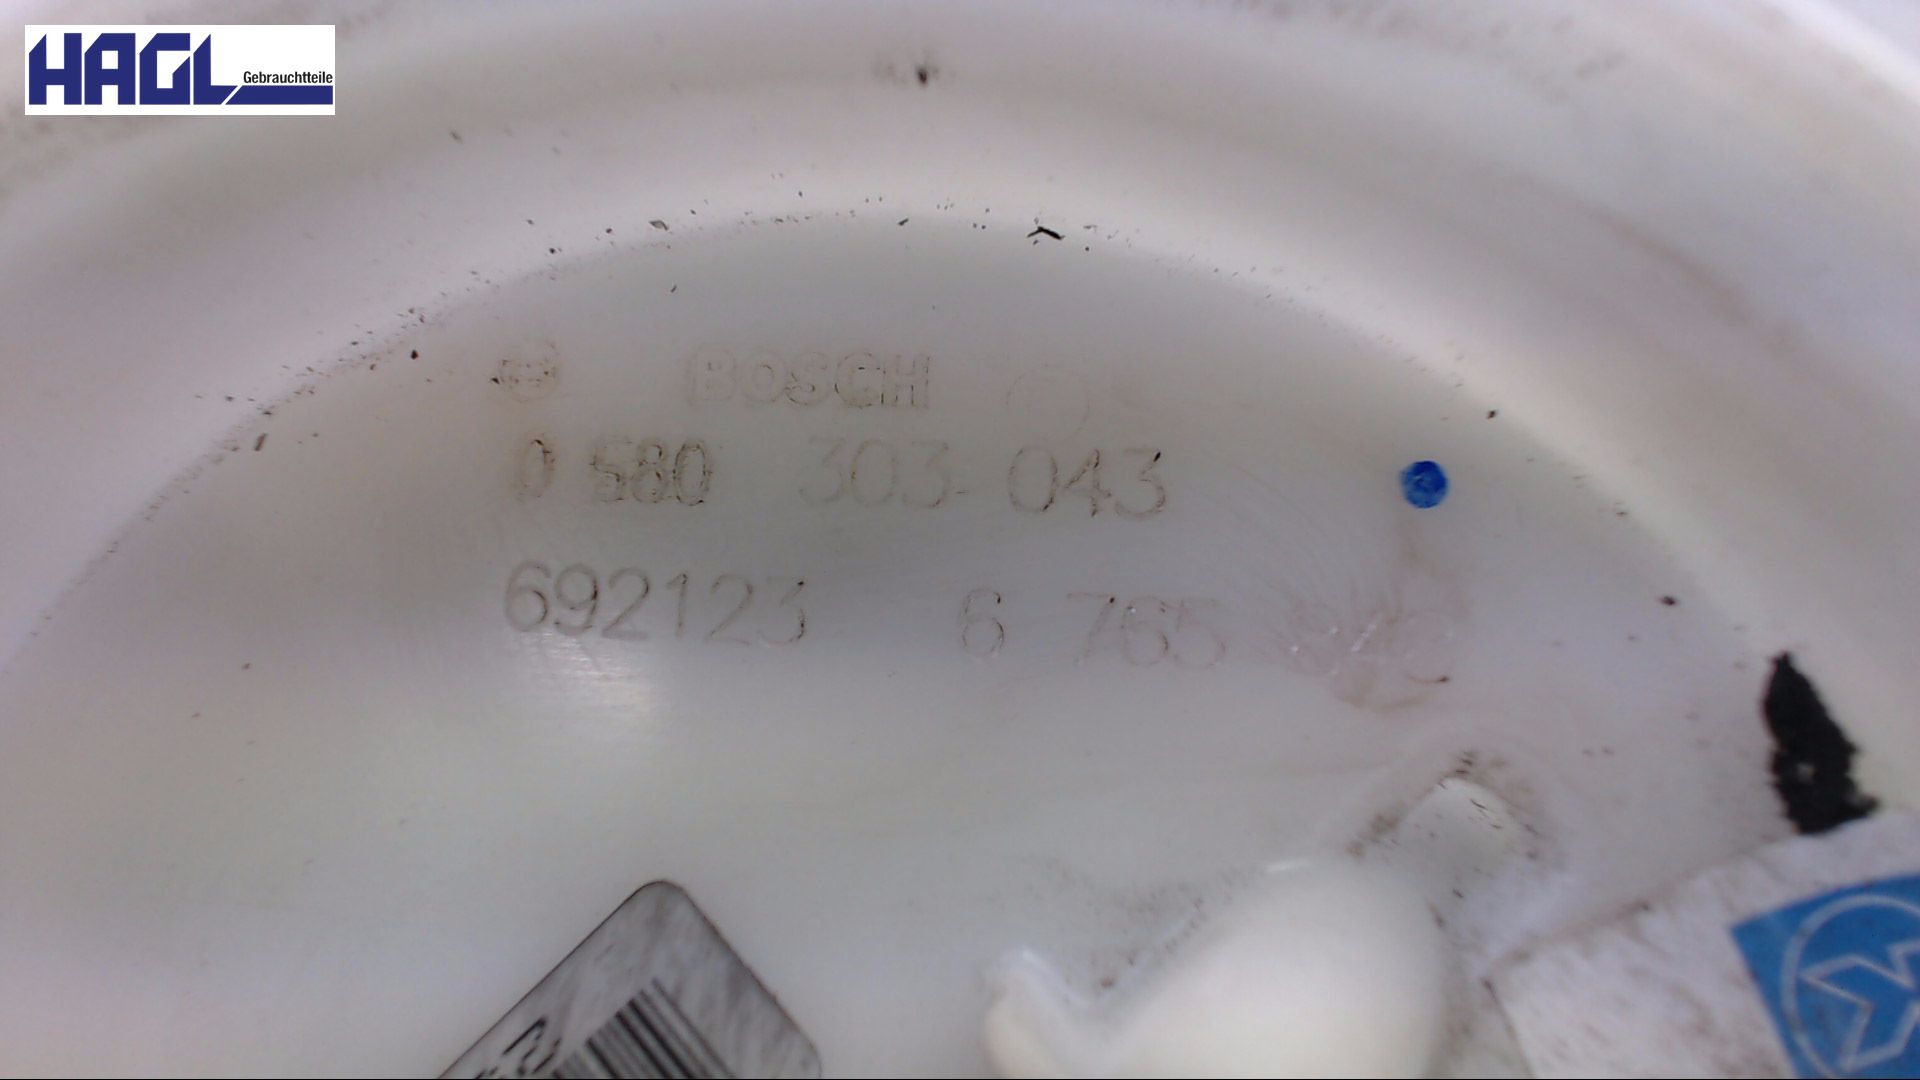 HAGL
Gebrauchtteile
BOSCH
0 580 303 043
692123 6 765